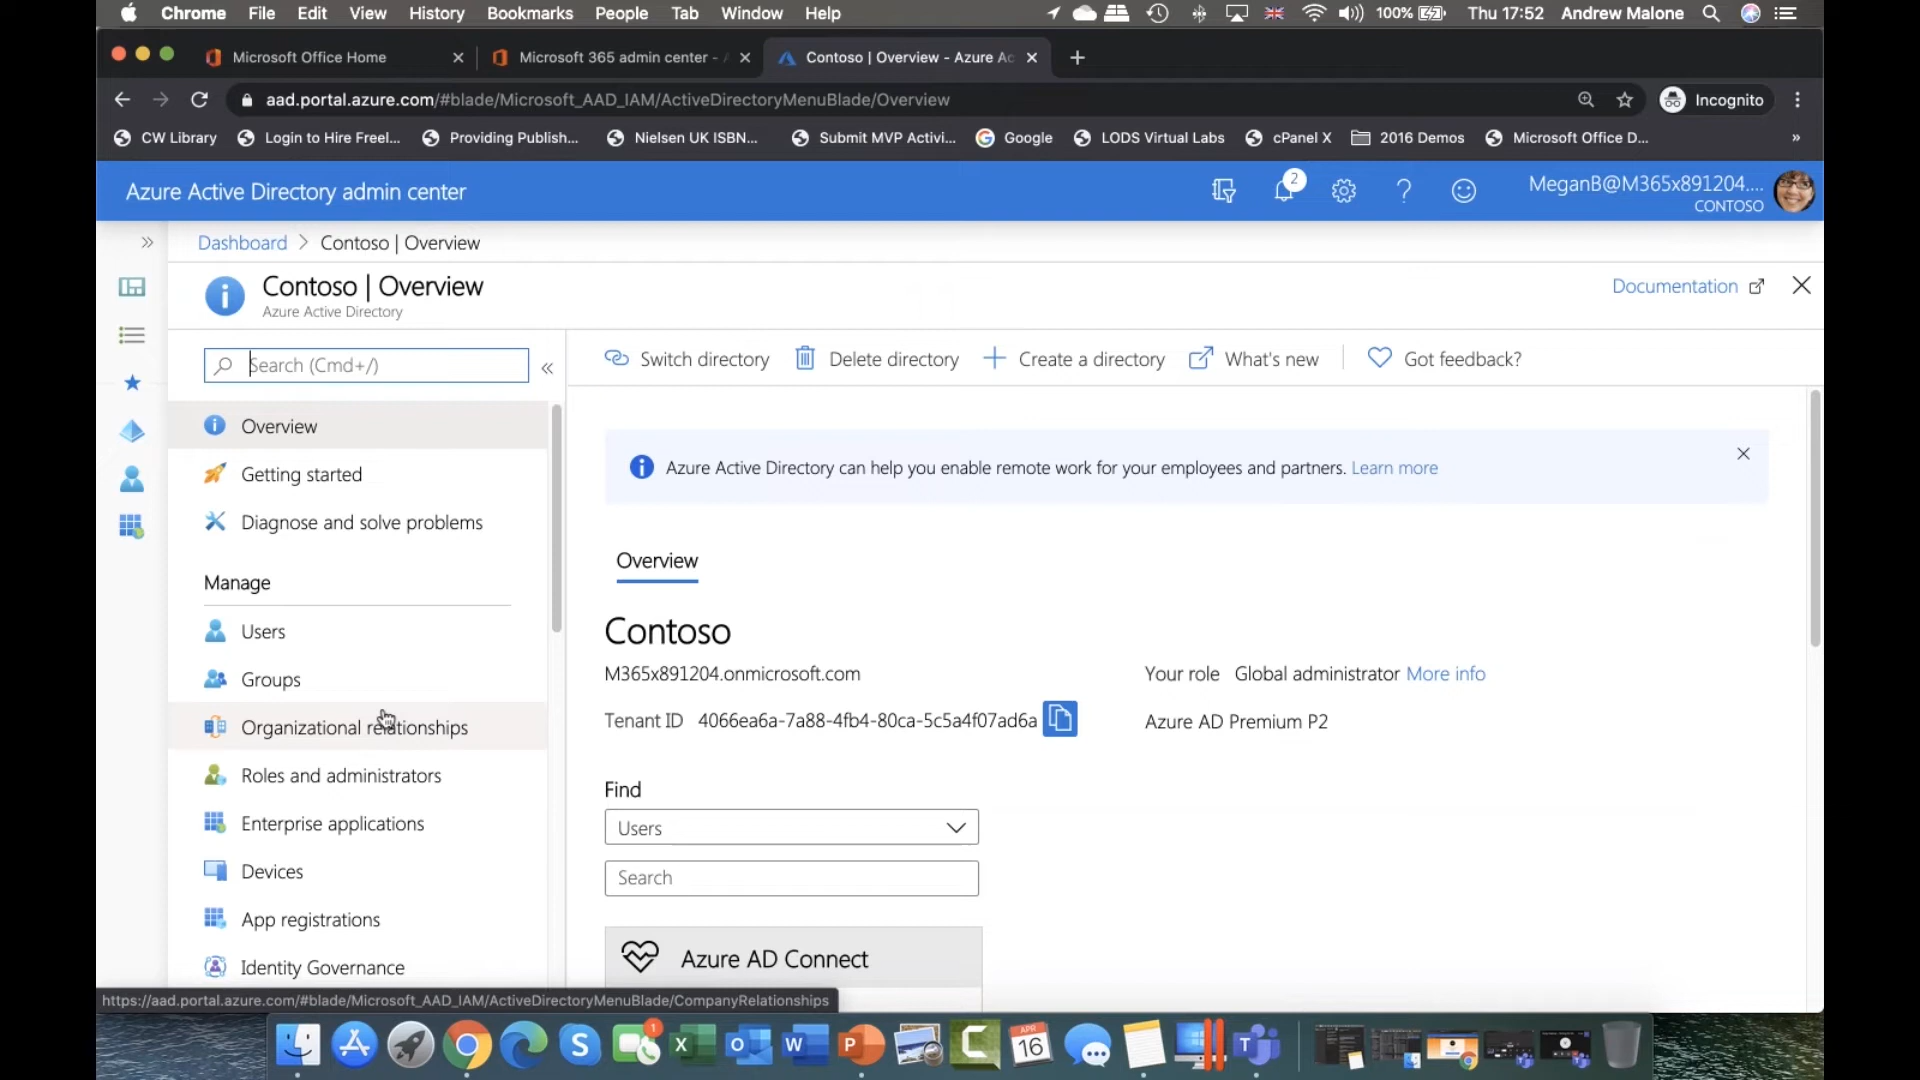 Chrome File Edit View History Bookmarks People Tab Window Help 100% Thu 17:52 Andrew Malone
Microsoft Office Home
Microsoft 365 admin center - A
Contoso | Overview - Azure Ac
aad.portal.azure.com/#blade/Microsoft_AAD_IAM/ActiveDirectoryMenuBlade/Overview
Incognito
CW Library Login to Hire Freel... Providing Publish... Nielsen UK ISBN... Submit MVP Activi... Google LODS Virtual Labs cPanel X 2016 Demos Microsoft Office D... »
Azure Active Directory admin center
2
MeganB@M365x891204....
CONTOSO
Dashboard > Contoso | Overview
Contoso | Overview
Azure Active Directory
Documentation
Search (Cmd+/)
Switch directory
Delete directory
Create a directory
What's new
Got feedback?
Overview
Getting started
Diagnose and solve problems
Manage
Users
Groups
Organizational relationships
Roles and administrators
Enterprise applications
Devices
App registrations
Identity Governance
Azure Active Directory can help you enable remote work for your employees and partners. Learn more
Overview
Contoso
M365x891204.onmicrosoft.com
Your role Global administrator More info
Tenant ID 4066ea6a-7a88-4fb4-80ca-5c5a4f07ad6a
Azure AD Premium P2
Find
Users
Search
Azure AD Connect
https://aad.portal.azure.com/#blade/Microsoft_AAD_IAM/ActiveDirectoryMenuBlade/CompanyRelationships
S
1
X
O
W
P
C
APR
16
T